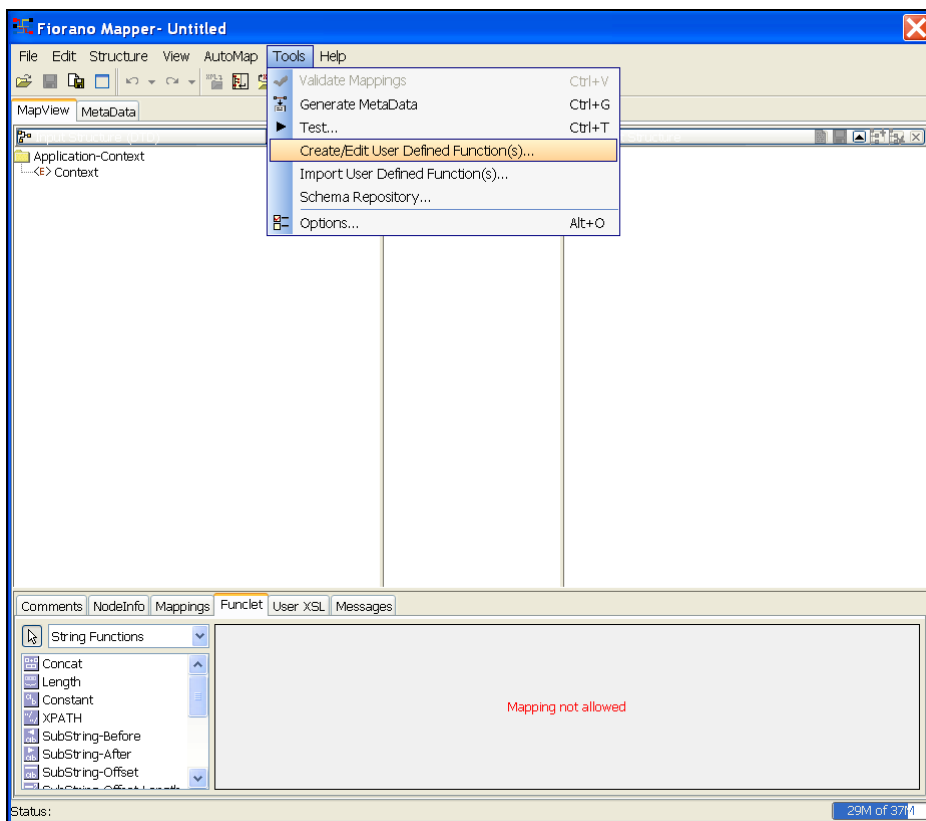 Fiorano Mapper- Untitled
File Edit Structure View AutoMap Tools Help
Validate Mappings Ctrl+V
Generate MetaData Ctrl+G
Test... Ctrl+T
Create/Edit User Defined Function(s)...
Import User Defined Function(s)...
Schema Repository...
Options... Alt+O
MapView MetaData
Application-Context
<E> Context
Comments NodeInfo Mappings Funclet User XSL Messages
String Functions
Concat
Length
Constant
XPATH
SubString-Before
SubString-After
SubString-Offset
Mapping not allowed
Status:
29M of 37M